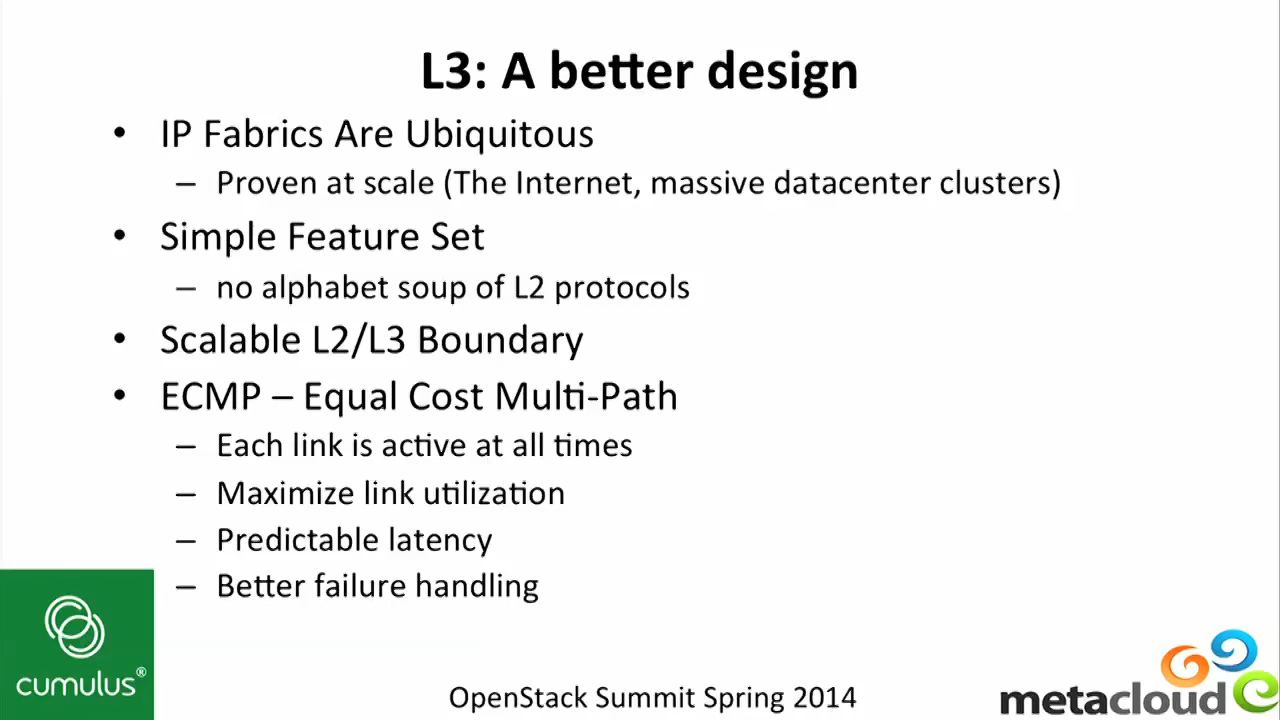 L3: A better design
• IP Fabrics Are Ubiquitous
– Proven at scale (The Internet, massive datacenter clusters)
• Simple Feature Set
– no alphabet soup of L2 protocols
• Scalable L2/L3 Boundary
• ECMP – Equal Cost Multi-Path
– Each link is active at all times
– Maximize link utilization
– Predictable latency
– Better failure handling
cumulus®
OpenStack Summit Spring 2014
metacloud